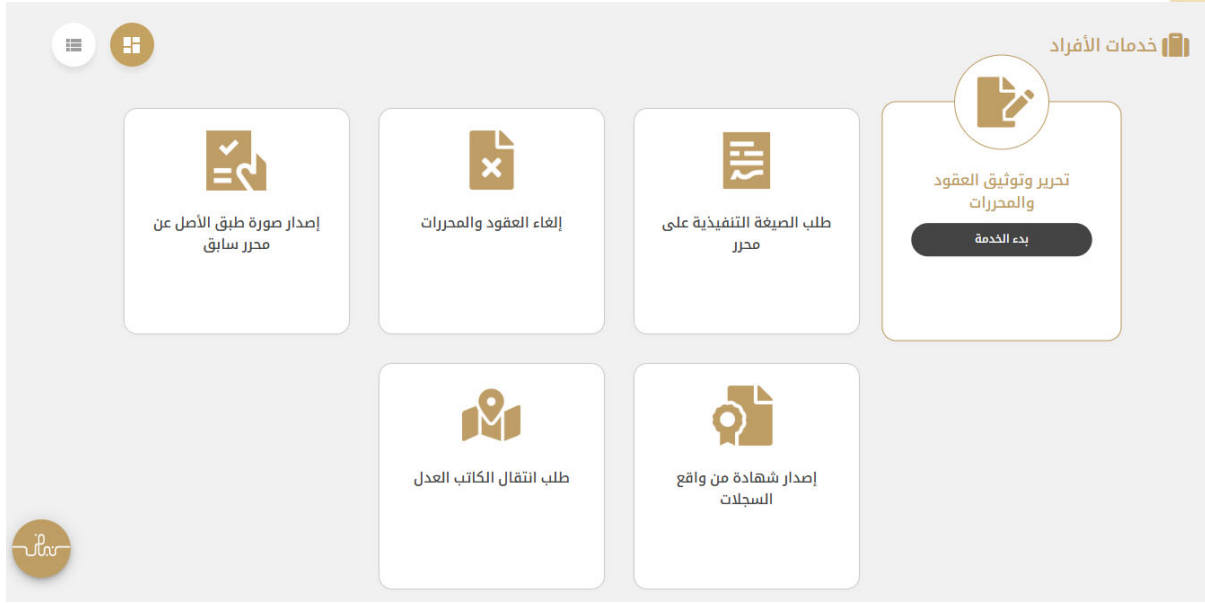 خدمات الأفراد
تحرير وتوثيق العقود
والمحررات
بدء الخدمة
طلب الصيغة التنفيذية على
محرر
إلغاء العقود والمحررات
إصدار صورة طبق الأصل عن
محرر سابق
إصدار شهادة من واقع
السجلات
طلب انتقال الكاتب العدل